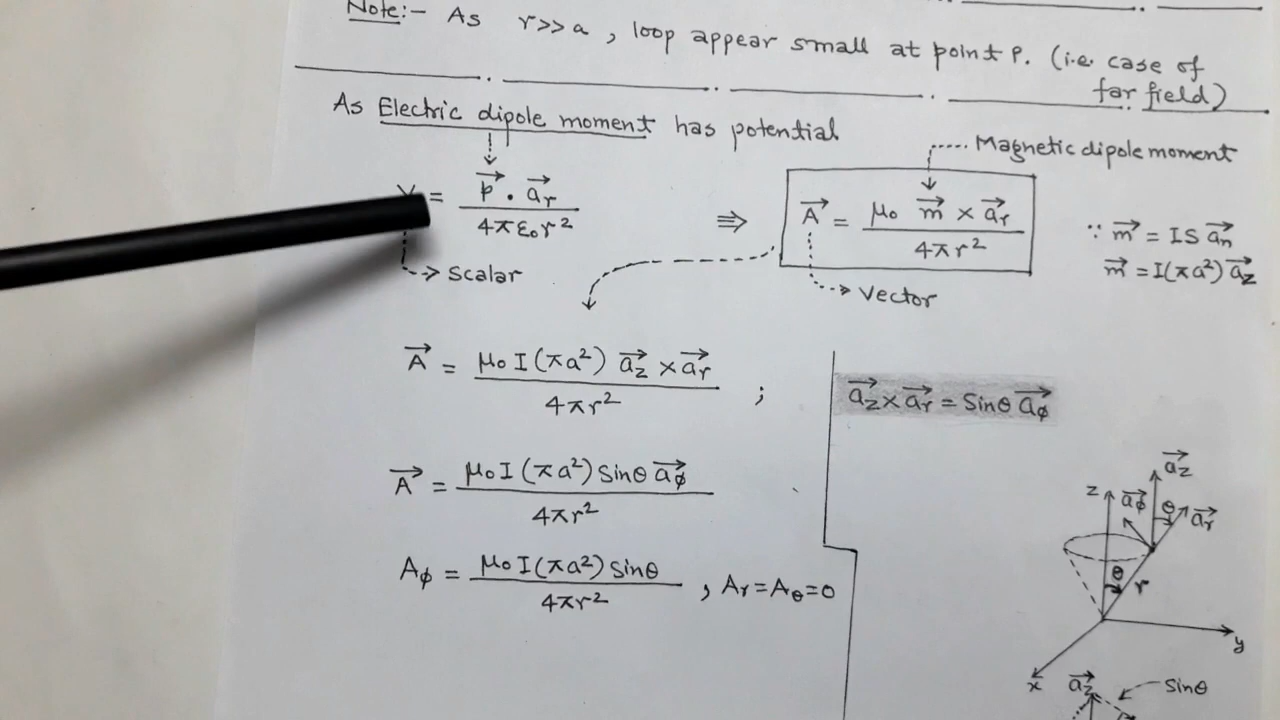 Note:- As r>>a, loop appear small at point P. (i.e. case of
far field)
As Electric dipole moment has potential
V = p⃗ . a⃗r / 4πε₀r²
Scalar
⇛
Magnetic dipole moment
A⃗ = μ₀ m⃗ × a⃗r / 4πr²
Vector
∵ m⃗ = IS a⃗n
m⃗ = I(πa²) a⃗z
A⃗ = μ₀ I (πa²) a⃗z × a⃗r / 4πr² ;
a⃗z × a⃗r = Sinθ a⃗ϕ
A⃗ = μ₀ I (πa²) Sinθ a⃗ϕ / 4πr²
Aϕ = μ₀ I (πa²) Sinθ / 4πr² , Ar = Aθ = 0
a⃗z
z a⃗ϕ θ a⃗r
θ r
y
x
a⃗z Sinθ